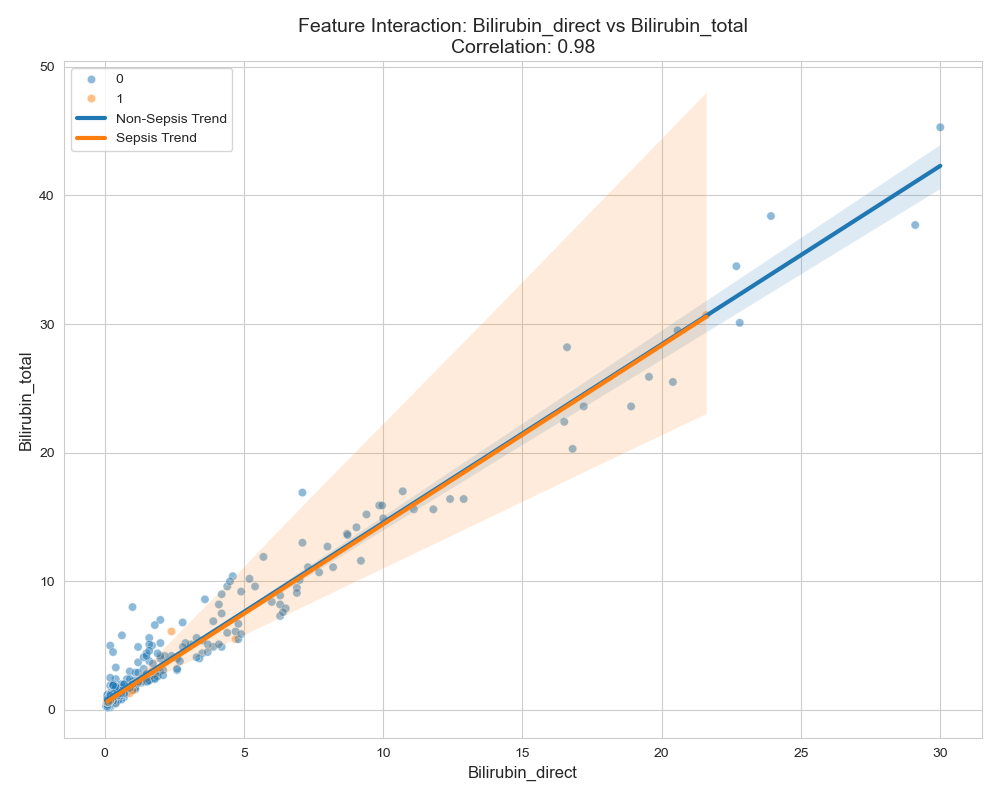 Feature Interaction: Bilirubin_direct vs Bilirubin_total
Correlation: 0.98
0
1
Non-Sepsis Trend
Sepsis Trend
50
40
30
20
10
0
Bilirubin_total
0 5 10 15 20 25 30
Bilirubin_direct